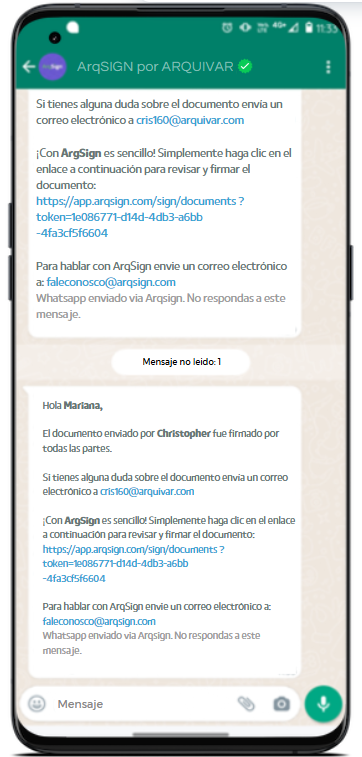 4G+ 11:33
ArqSIGN por ARQUIVAR
Si tienes alguna duda sobre el documento envía un
correo electrónico a cris160@arquivar.com
¡Con ArgSign es sencillo! Simplemente haga clic en el
enlace a continuación para revisar y firmar el
documento:
https://app.arqsign.com/sign/documents ?
token=1e086771-d14d-4db3-a6bb
-4fa3cf5f6604
Para hablar con ArqSign envie un correo electrónico
a: faleconosco@arqsign.com
Whatsapp enviado via Arqsign. No respondas a este
mensaje.
Mensaje no leido: 1
Hola Mariana,
El documento enviado por Christopher fue firmado por
todas las partes.
Si tienes alguna duda sobre el documento envía un correo
electrónico a cris160@arquivar.com
¡Con ArgSign es sencillo! Simplemente haga clic en el enlace
a continuación para revisar y firmar el documento:
https://app.arqsign.com/sign/documents ?
token=1e086771-d14d-4db3-a6bb
-4fa3cf5f6604
Para hablar con ArqSign envie un correo electrónico a:
faleconosco@arqsign.com
Whatsapp enviado via Arqsign. No respondas a este
mensaje.
Mensaje